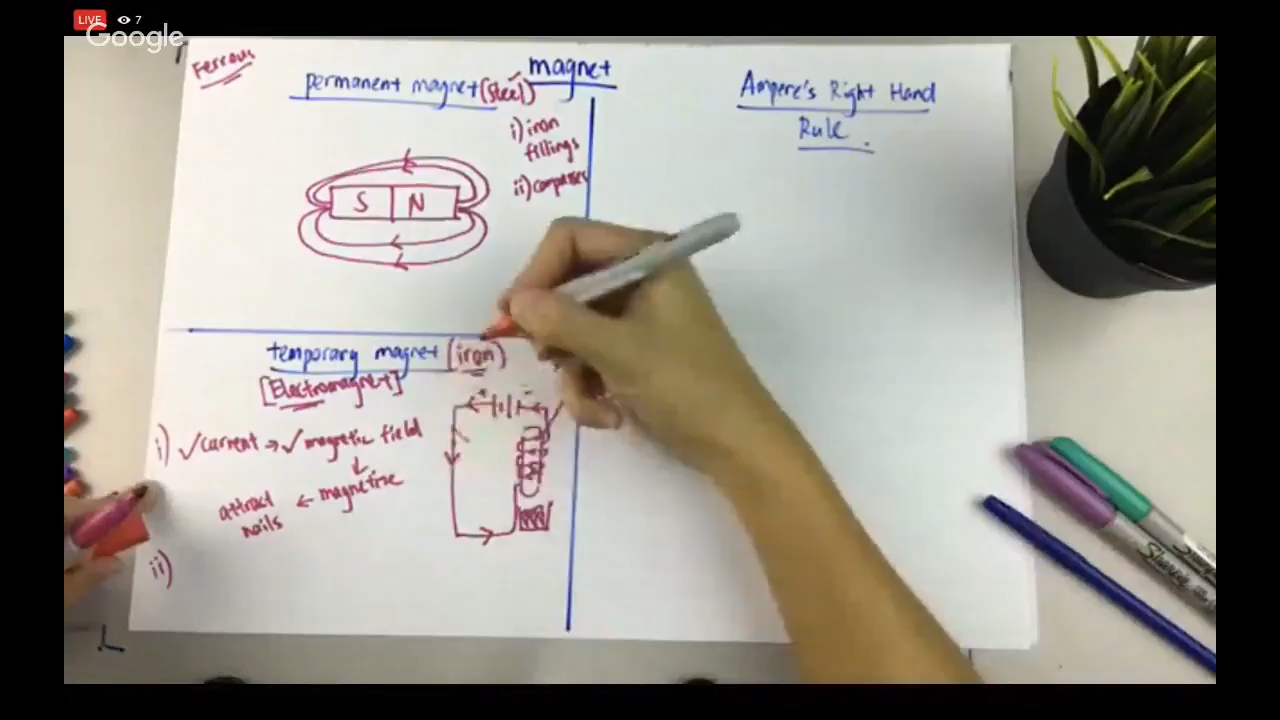 LIVE 7
Google
Ferrous
magnet
permanent magnet (steel)
i) iron
fillings
ii) compasses
S N
temporary magnet (iron)
[Electromagnet]
i) ✓ current → ✓ magnetic field
↓
attract ← magnetise
nails
+ -
ii)
Ampere's Right Hand
Rule.
Sharpie